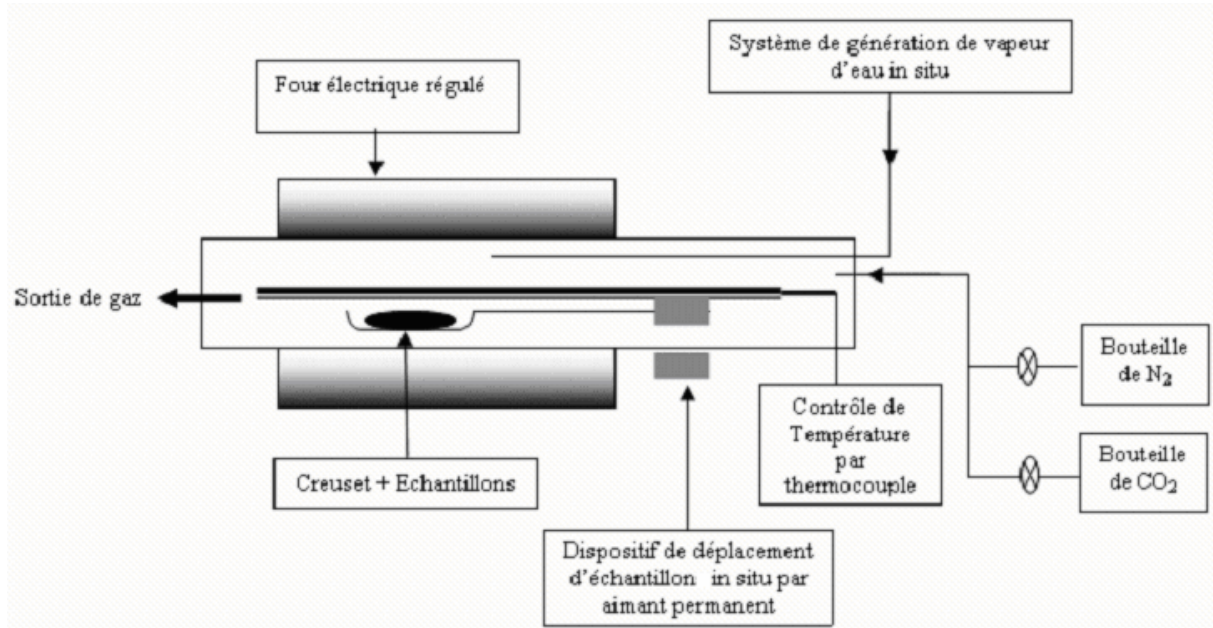 Système de génération de vapeur
d'eau in situ
Four électrique régulé
Sortie de gaz
Bouteille
de N2
Contrôle de
Température
par
thermocouple
Bouteille
de CO2
Creuset + Echantillons
Dispositif de déplacement
d'échantillon in situ par
aimant permanent